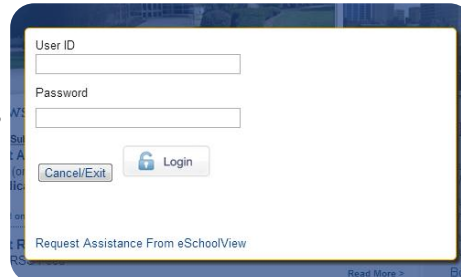 User ID
Password
Cancel/Exit
Login
Request Assistance From eSchoolView
Read More >